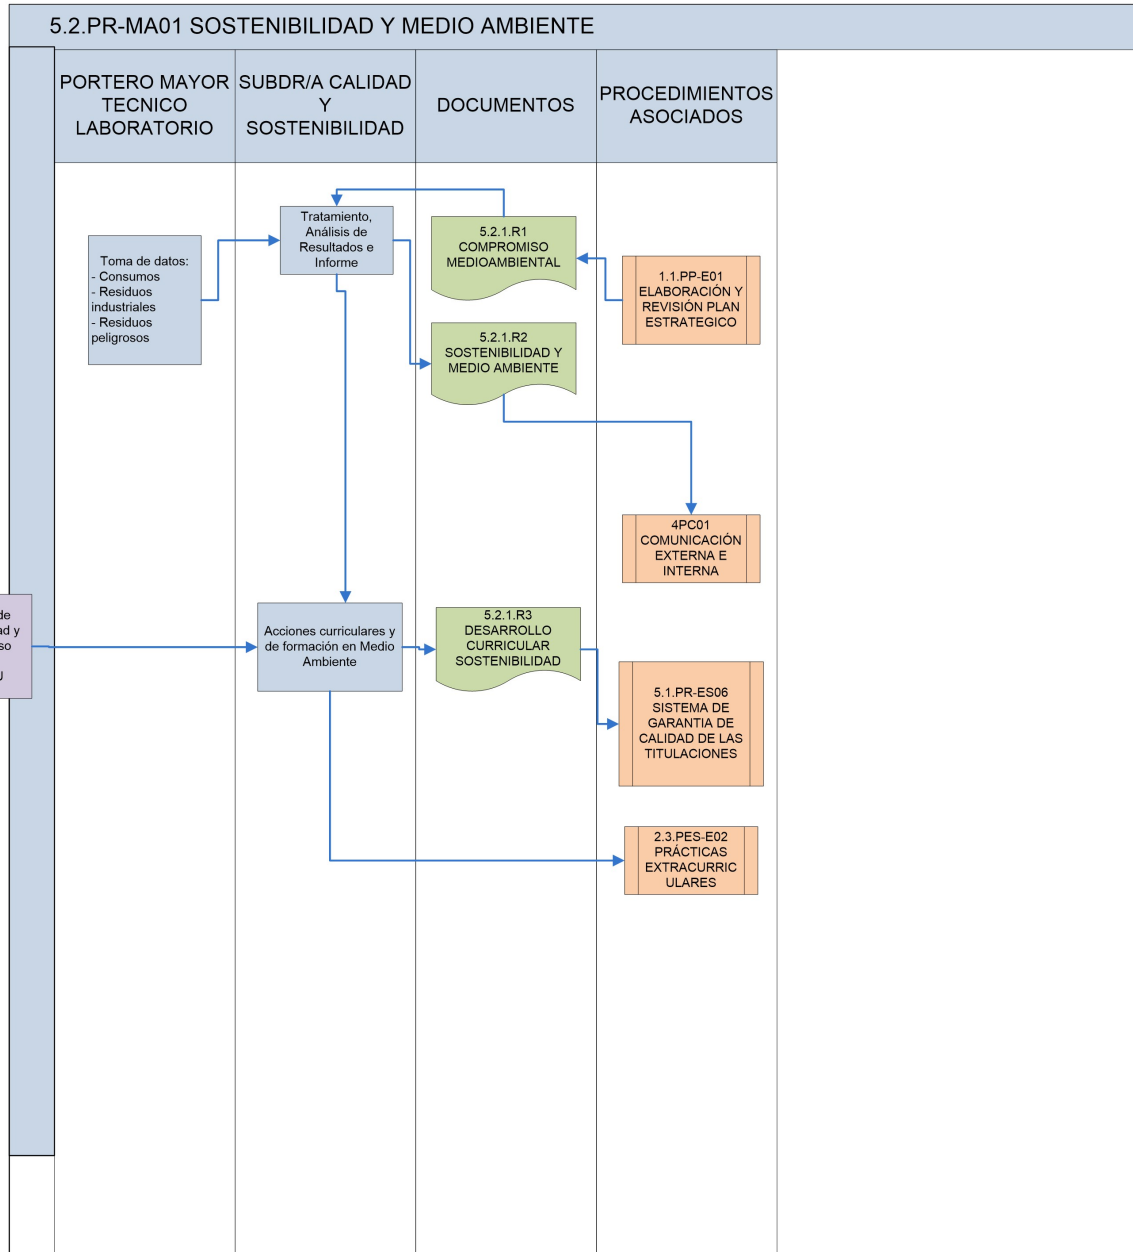 5.2.PR-MA01 SOSTENIBILIDAD Y MEDIO AMBIENTE
PORTERO MAYOR
TECNICO
LABORATORIO
SUBDR/A CALIDAD
Y
SOSTENIBILIDAD
DOCUMENTOS
PROCEDIMIENTOS
ASOCIADOS
Toma de datos:
- Consumos
- Residuos
industriales
- Residuos
peligrosos
Tratamiento,
Análisis de
Resultados e
Informe
5.2.1.R1
COMPROMISO
MEDIOAMBIENTAL
1.1.PP-E01
ELABORACIÓN Y
REVISIÓN PLAN
ESTRATEGICO
5.2.1.R2
SOSTENIBILIDAD Y
MEDIO AMBIENTE
4PC01
COMUNICACIÓN
EXTERNA E
INTERNA
de
y
Acciones curriculares y
de formación en Medio
Ambiente
5.2.1.R3
DESARROLLO
CURRICULAR
SOSTENIBILIDAD
5.1.PR-ES06
SISTEMA DE
GARANTIA DE
CALIDAD DE LAS
TITULACIONES
2.3.PES-E02
PRÁCTICAS
EXTRACURRIC
ULARES